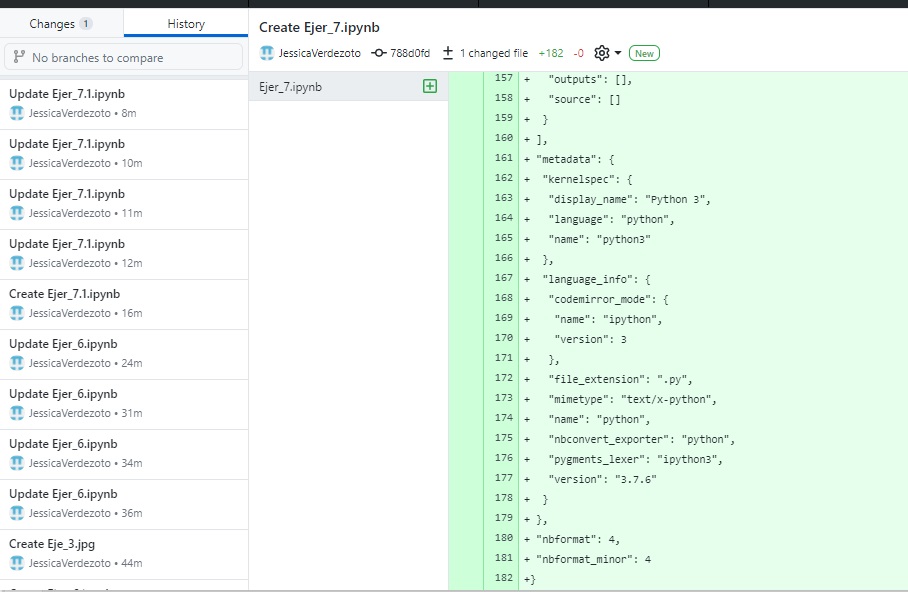 Changes 1
History
Create Ejer_7.ipynb
JessicaVerdezoto 788d0fd 1 changed file +182 -0 New
No branches to compare
Update Ejer_7.1.ipynb
JessicaVerdezoto • 8m
Update Ejer_7.1.ipynb
JessicaVerdezoto • 10m
Update Ejer_7.1.ipynb
JessicaVerdezoto • 11m
Update Ejer_7.1.ipynb
JessicaVerdezoto • 12m
Create Ejer_7.1.ipynb
JessicaVerdezoto • 16m
Update Ejer_6.ipynb
JessicaVerdezoto • 24m
Update Ejer_6.ipynb
JessicaVerdezoto • 31m
Update Ejer_6.ipynb
JessicaVerdezoto • 34m
Update Ejer_6.ipynb
JessicaVerdezoto • 36m
Create Eje_3.jpg
JessicaVerdezoto • 44m
Ejer_7.ipynb
157 + "outputs": [],
158 + "source": []
159 + }
160 + ],
161 + "metadata": {
162 + "kernelspec": {
163 + "display_name": "Python 3",
164 + "language": "python",
165 + "name": "python3"
166 + },
167 + "language_info": {
168 + "codemirror_mode": {
169 + "name": "ipython",
170 + "version": 3
171 + },
172 + "file_extension": ".py",
173 + "mimetype": "text/x-python",
174 + "name": "python",
175 + "nbconvert_exporter": "python",
176 + "pygments_lexer": "ipython3",
177 + "version": "3.7.6"
178 + }
179 + },
180 + "nbformat": 4,
181 + "nbformat_minor": 4
182 +}